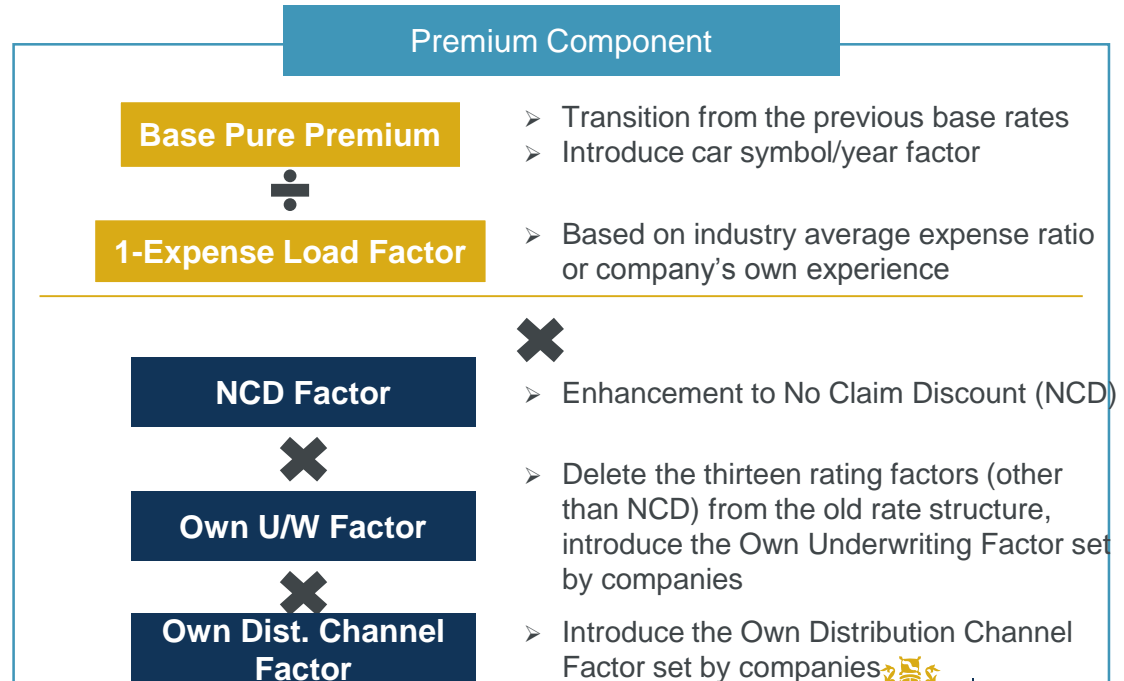 Premium Component
Base Pure Premium
➢ Transition from the previous base rates
➢ Introduce car symbol/year factor
÷
1-Expense Load Factor
➢ Based on industry average expense ratio
or company’s own experience
✖
NCD Factor
➢ Enhancement to No Claim Discount (NCD)
✖
Own U/W Factor
➢ Delete the thirteen rating factors (other
than NCD) from the old rate structure,
introduce the Own Underwriting Factor set
by companies
✖
Own Dist. Channel
Factor
➢ Introduce the Own Distribution Channel
Factor set by companies